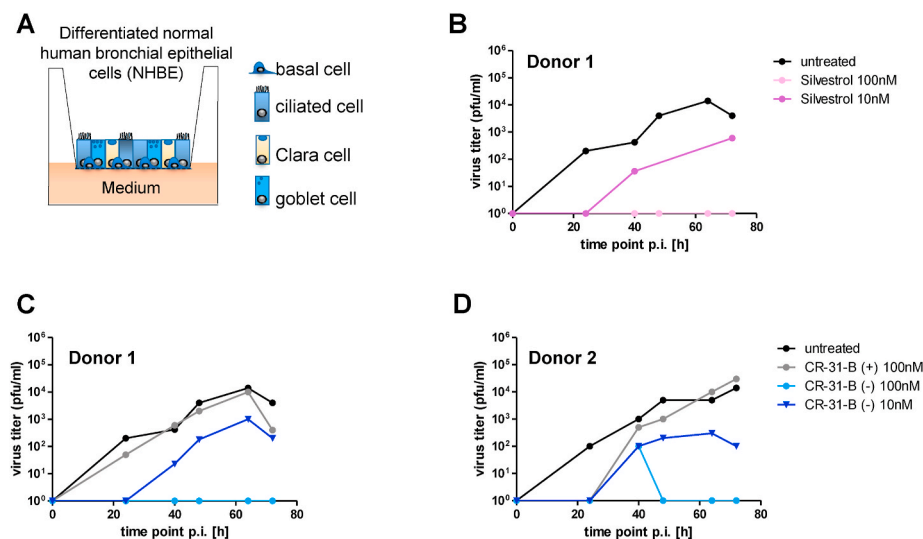 A
Differentiated normal
human bronchial epithelial
cells (NHBE)
basal cell
ciliated cell
Clara cell
goblet cell
Medium
B
Donor 1
virus titer (pfu/ml)
10⁶
10⁵
10⁴
10³
10²
10¹
10⁰
0 20 40 60 80
time point p.i. [h]
untreated
Silvestrol 100nM
Silvestrol 10nM
C
Donor 1
virus titer (pfu/ml)
10⁶
10⁵
10⁴
10³
10²
10¹
10⁰
0 20 40 60 80
time point p.i. [h]
D
Donor 2
virus titer (pfu/ml)
10⁶
10⁵
10⁴
10³
10²
10¹
10⁰
0 20 40 60 80
time point p.i. [h]
untreated
CR-31-B (+) 100nM
CR-31-B (-) 100nM
CR-31-B (-) 10nM